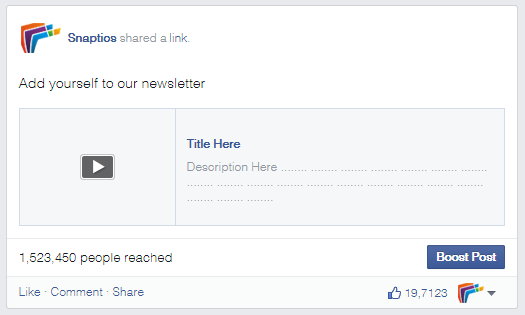 Snaptios shared a link.
Add yourself to our newsletter
Title Here
Description Here ........ ........ ........ ........ ........ ........ .......
........ ........ ........ ........ ........ ........ ........ ........ ........ .......
........ ........ ........
1,523,450 people reached
Boost Post
Like · Comment · Share
19,7123